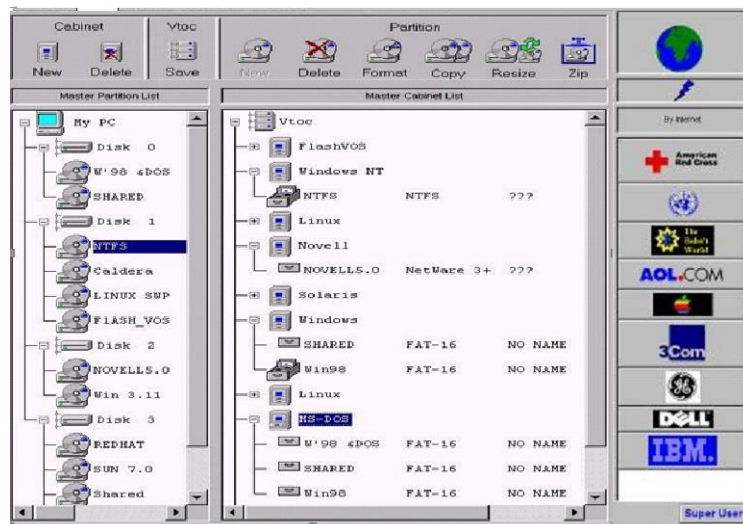 Cabinet Vtoc Partition
New Delete Save New Delete Format Copy Resize Zip
Master Partition List Master Cabinet List
My PC
Disk 0
W'98 &DOS
SHARED
Disk 1
NTFS
Caldera
LINUX SWP
FLASH_VOS
Disk 2
NOVELL5.0
Win 3.11
Disk 3
REDHAT
SUN 7.0
Shared
Vtoc
FlashVOS
Windows NT
NTFS NTFS ???
Linux
Novell
NOVELL5.0 NetWare 3+ ???
Solaris
Windows
SHARED FAT-16 NO NAME
Win98 FAT-16 NO NAME
Linux
MS-DOS
W'98 &DOS FAT-16 NO NAME
SHARED FAT-16 NO NAME
Win98 FAT-16 NO NAME
By Internet
American
Red Cross
The
World
AOL.COM
3Com
GE
DELL
IBM.
Super User